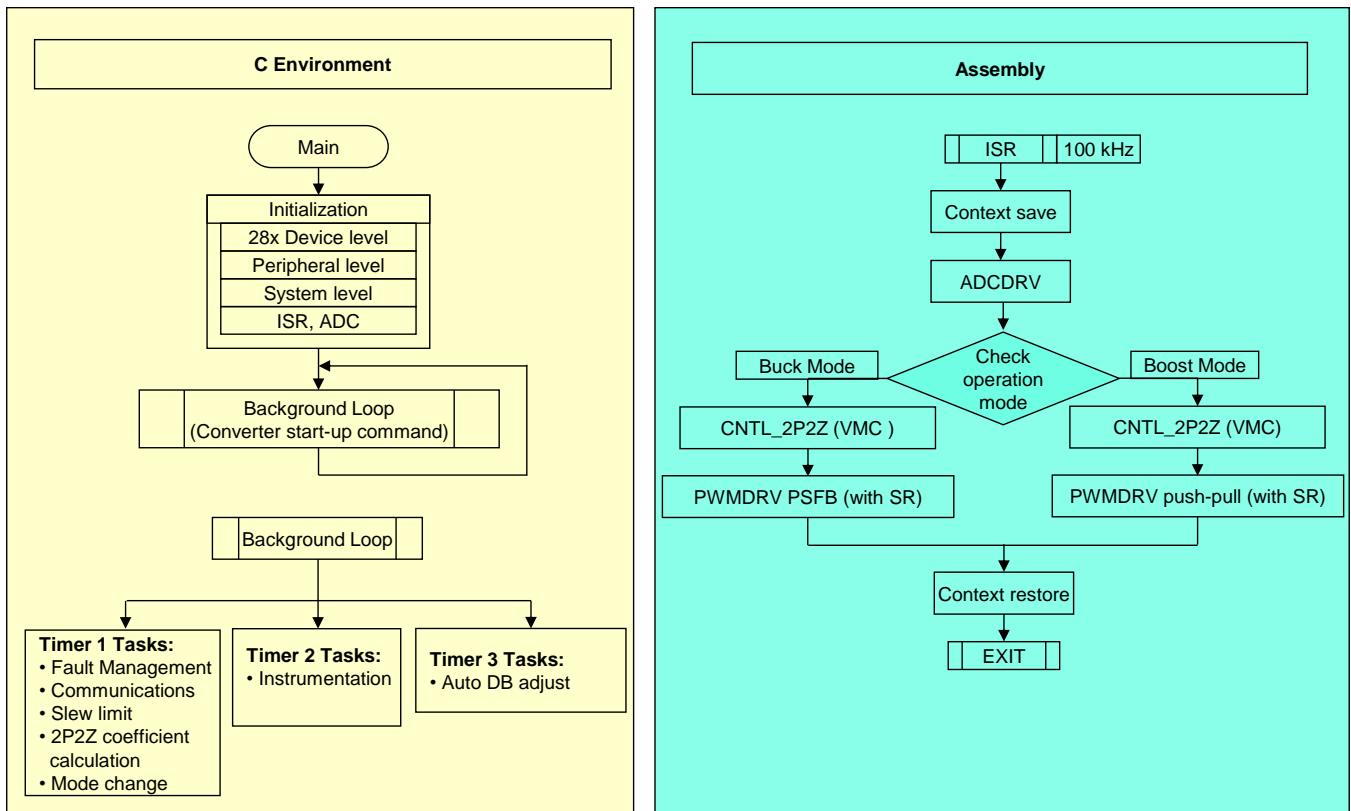 C Environment
Main
Initialization
28x Device level
Peripheral level
System level
ISR, ADC
Background Loop
(Converter start-up command)
Background Loop
Timer 1 Tasks:
• Fault Management
• Communications
• Slew limit
• 2P2Z coefficient
calculation
• Mode change
Timer 2 Tasks:
• Instrumentation
Timer 3 Tasks:
• Auto DB adjust
Assembly
ISR 100 kHz
Context save
ADCDRV
Check
operation
mode
Buck Mode
Boost Mode
CNTL_2P2Z (VMC )
CNTL_2P2Z (VMC)
PWMDRV PSFB (with SR)
PWMDRV push-pull (with SR)
Context restore
EXIT